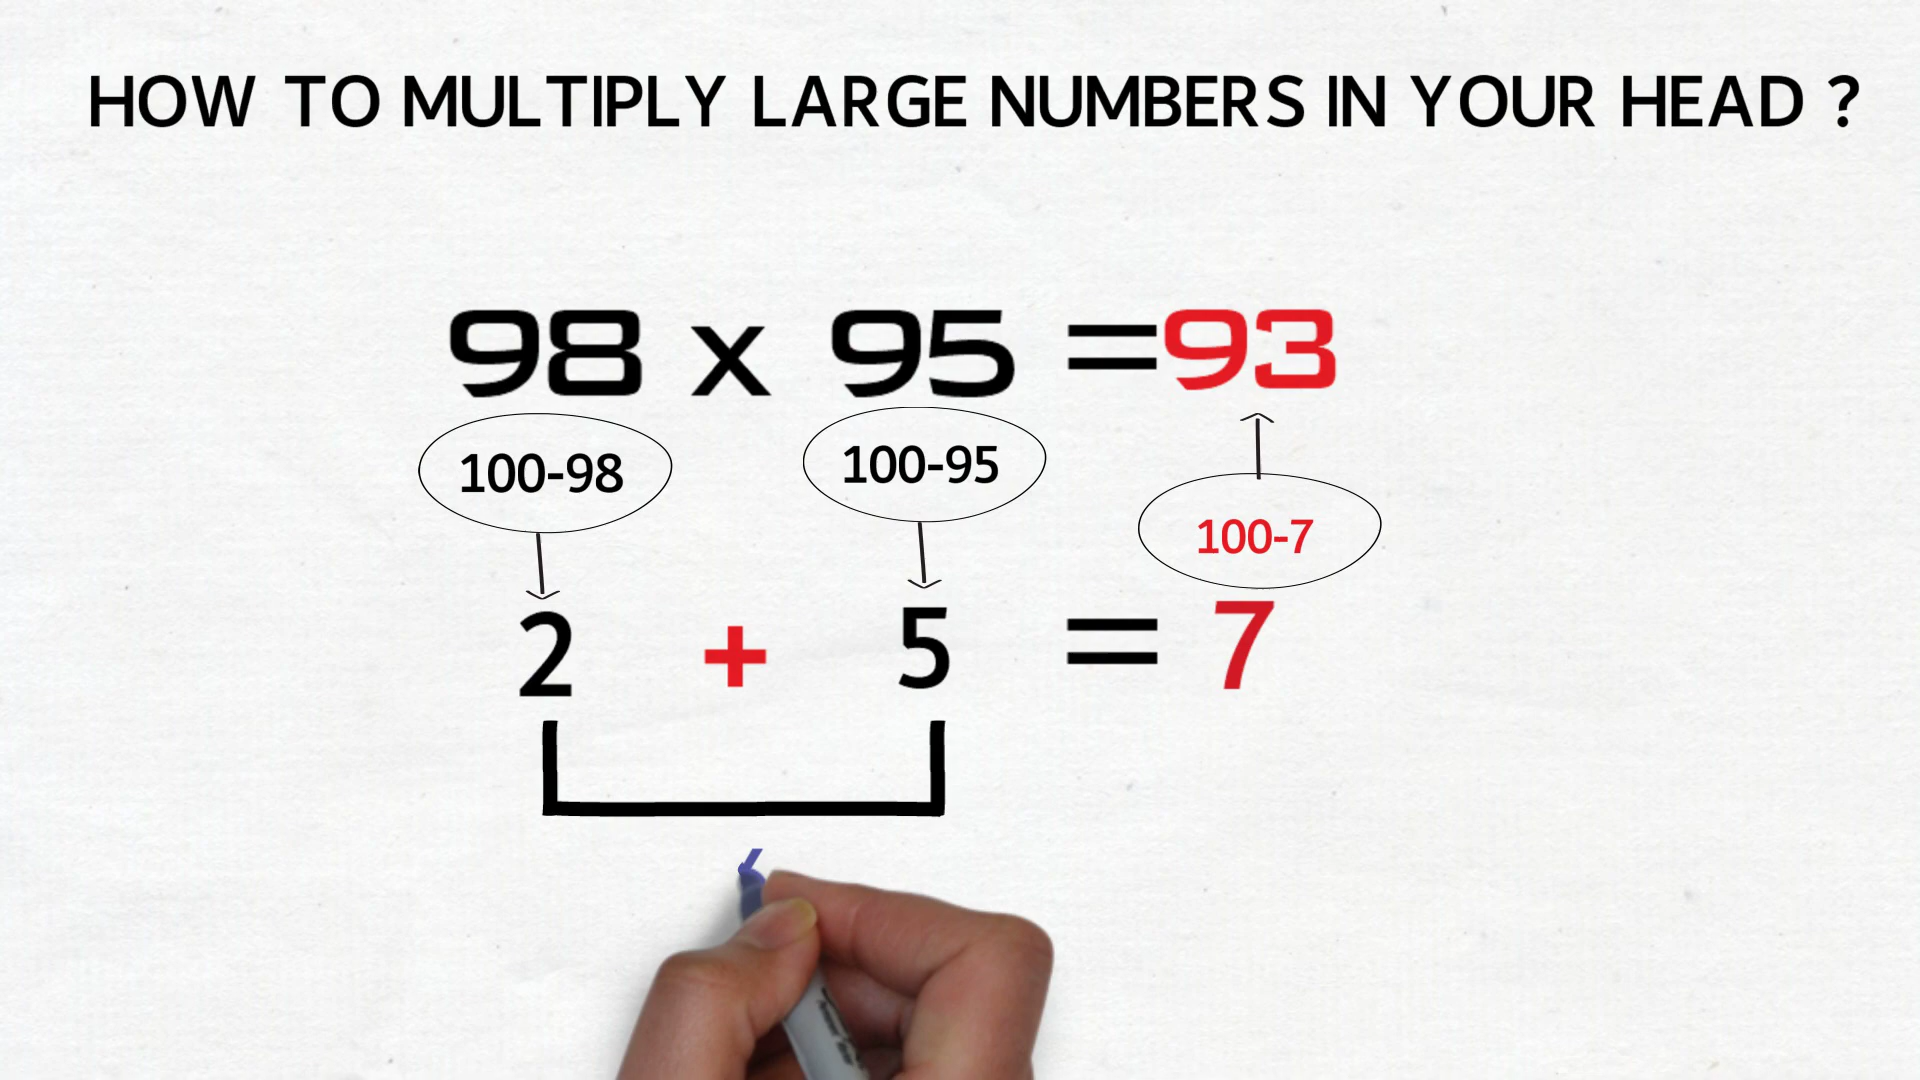 HOW TO MULTIPLY LARGE NUMBERS IN YOUR HEAD ?
98 x 95 =93
100-98 100-95
100-7
2 + 5 = 7